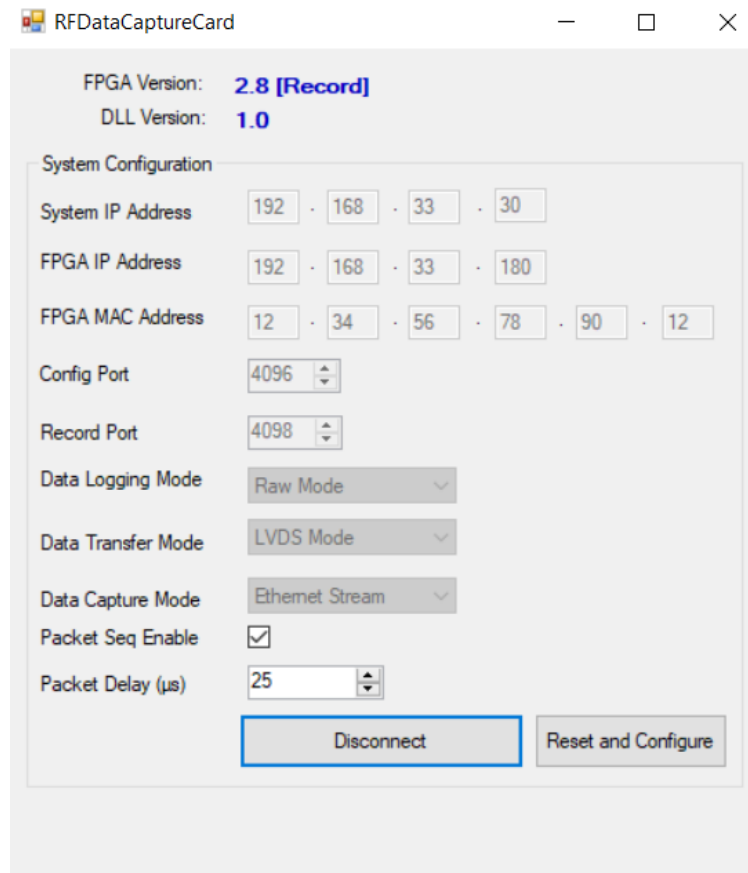 RFDataCaptureCard
FPGA Version: 2.8 [Record]
DLL Version: 1.0
System Configuration
System IP Address 192 . 168 . 33 . 30
FPGA IP Address 192 . 168 . 33 . 180
FPGA MAC Address 12 . 34 . 56 . 78 . 90 . 12
Config Port 4096
Record Port 4098
Data Logging Mode Raw Mode
Data Transfer Mode LVDS Mode
Data Capture Mode Ethernet Stream
Packet Seq Enable
Packet Delay (µs) 25
Disconnect Reset and Configure